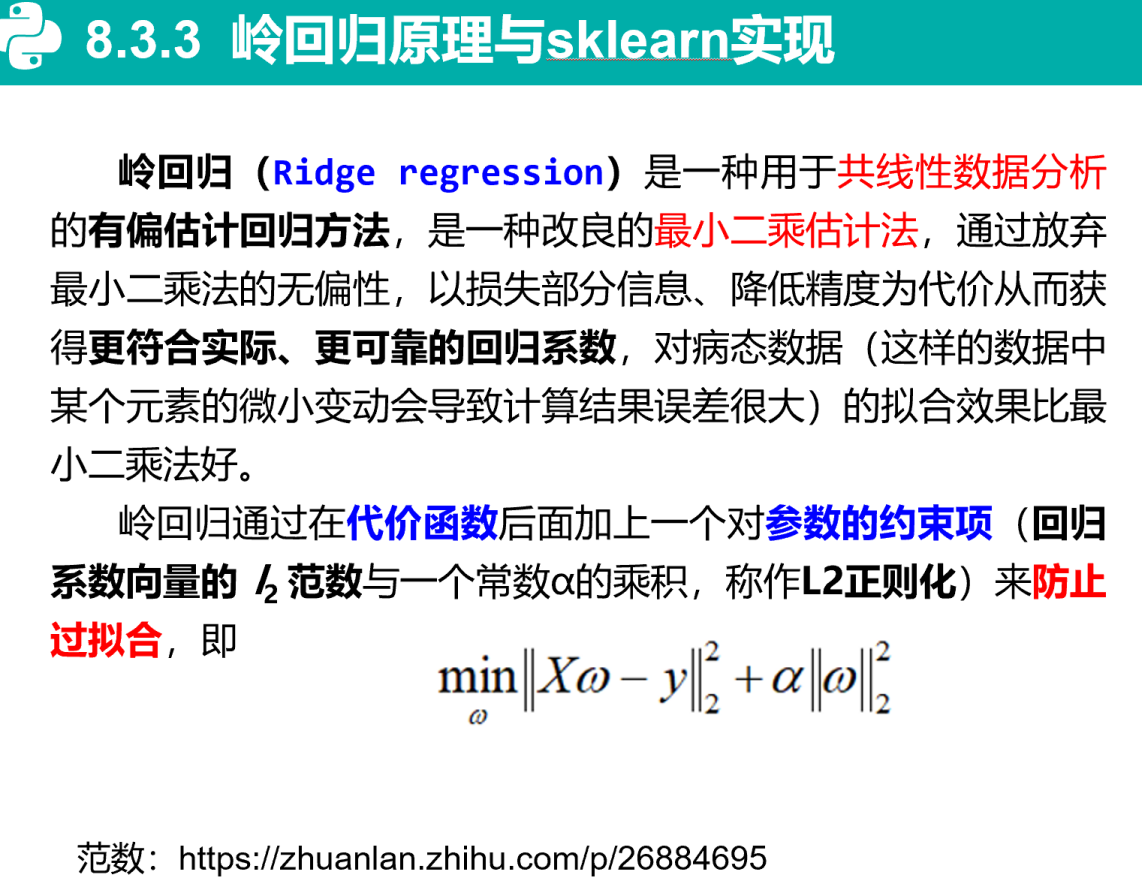 8.3.3 岭回归原理与sklearn实现
岭回归（Ridge regression）是一种用于共线性数据分析
的有偏估计回归方法，是一种改良的最小二乘估计法，通过放弃
最小二乘法的无偏性，以损失部分信息、降低精度为代价从而获
得更符合实际、更可靠的回归系数，对病态数据（这样的数据中
某个元素的微小变动会导致计算结果误差很大）的拟合效果比最
小二乘法好。
岭回归通过在代价函数后面加上一个对参数的约束项（回归
系数向量的 l₂ 范数与一个常数α的乘积，称作L2正则化）来防止
过拟合，即
min_ω ‖Xω − y‖₂² + α‖ω‖₂²
范数：https://zhuanlan.zhihu.com/p/26884695